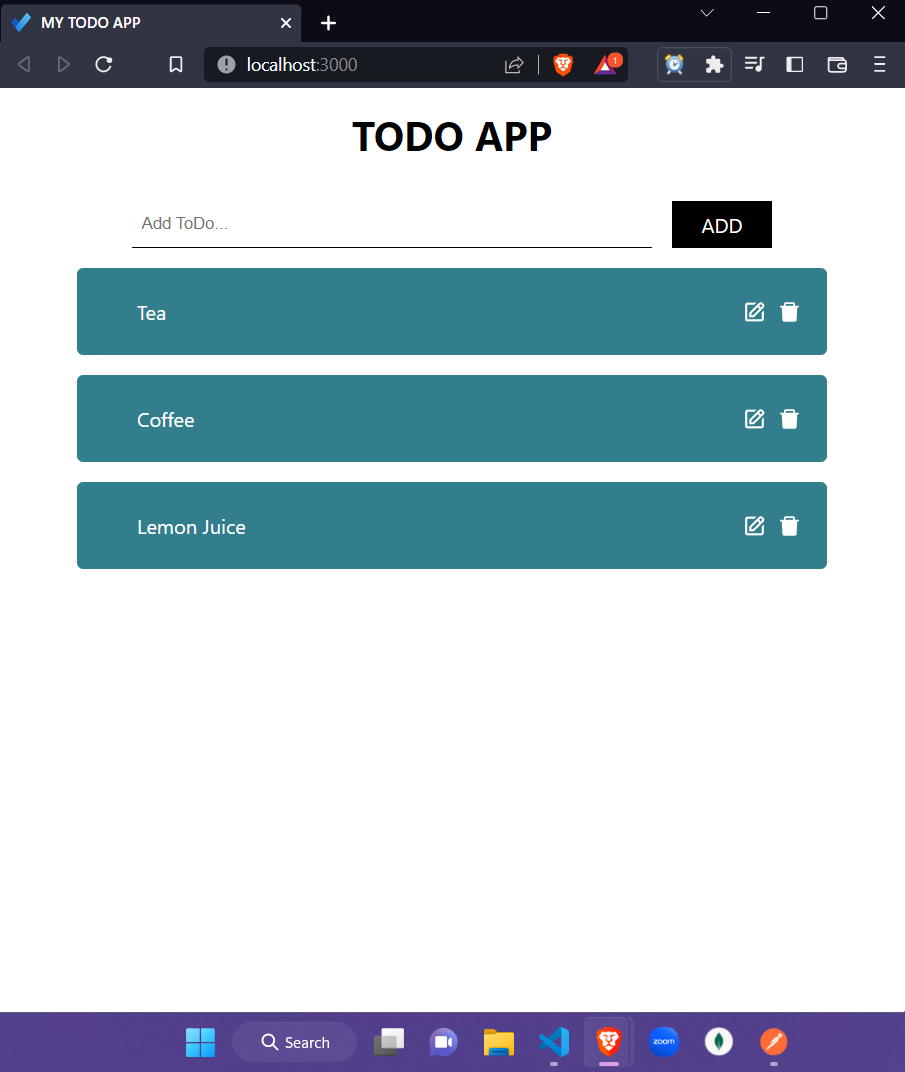 MY TODO APP
localhost:3000
1
TODO APP
Add ToDo...
ADD
Tea
Coffee
Lemon Juice
Search
zoom